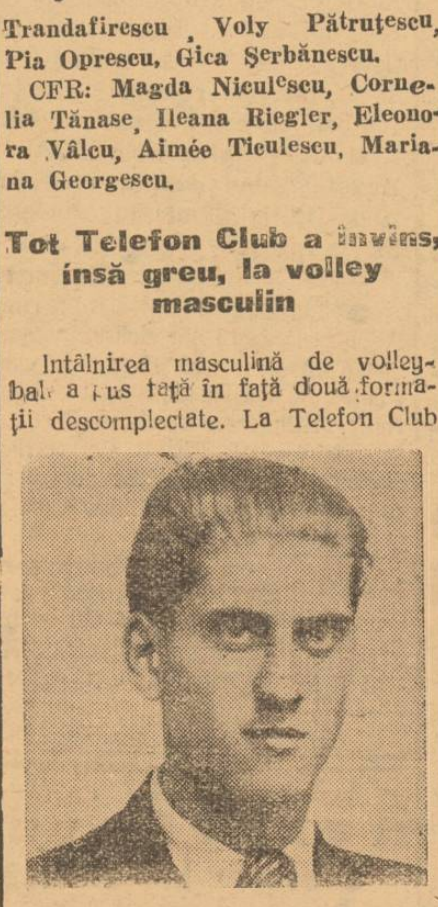 Trandafirescu , Voly Pătruțescu,
Pia Oprescu, Gica Șerbănescu.
CFR: Magda Niculescu, Corne-
lia Tănase, Ileana Riegler, Eleono-
ra Vâlcu, Aimée Ticulescu, Maria-
na Georgescu.
Tot Telefon Club a învins,
însă greu, la volley
masculin
Intâlnirea masculină de volley-
bal a pus față în față două forma-
ții descomplectate. La Telefon Club